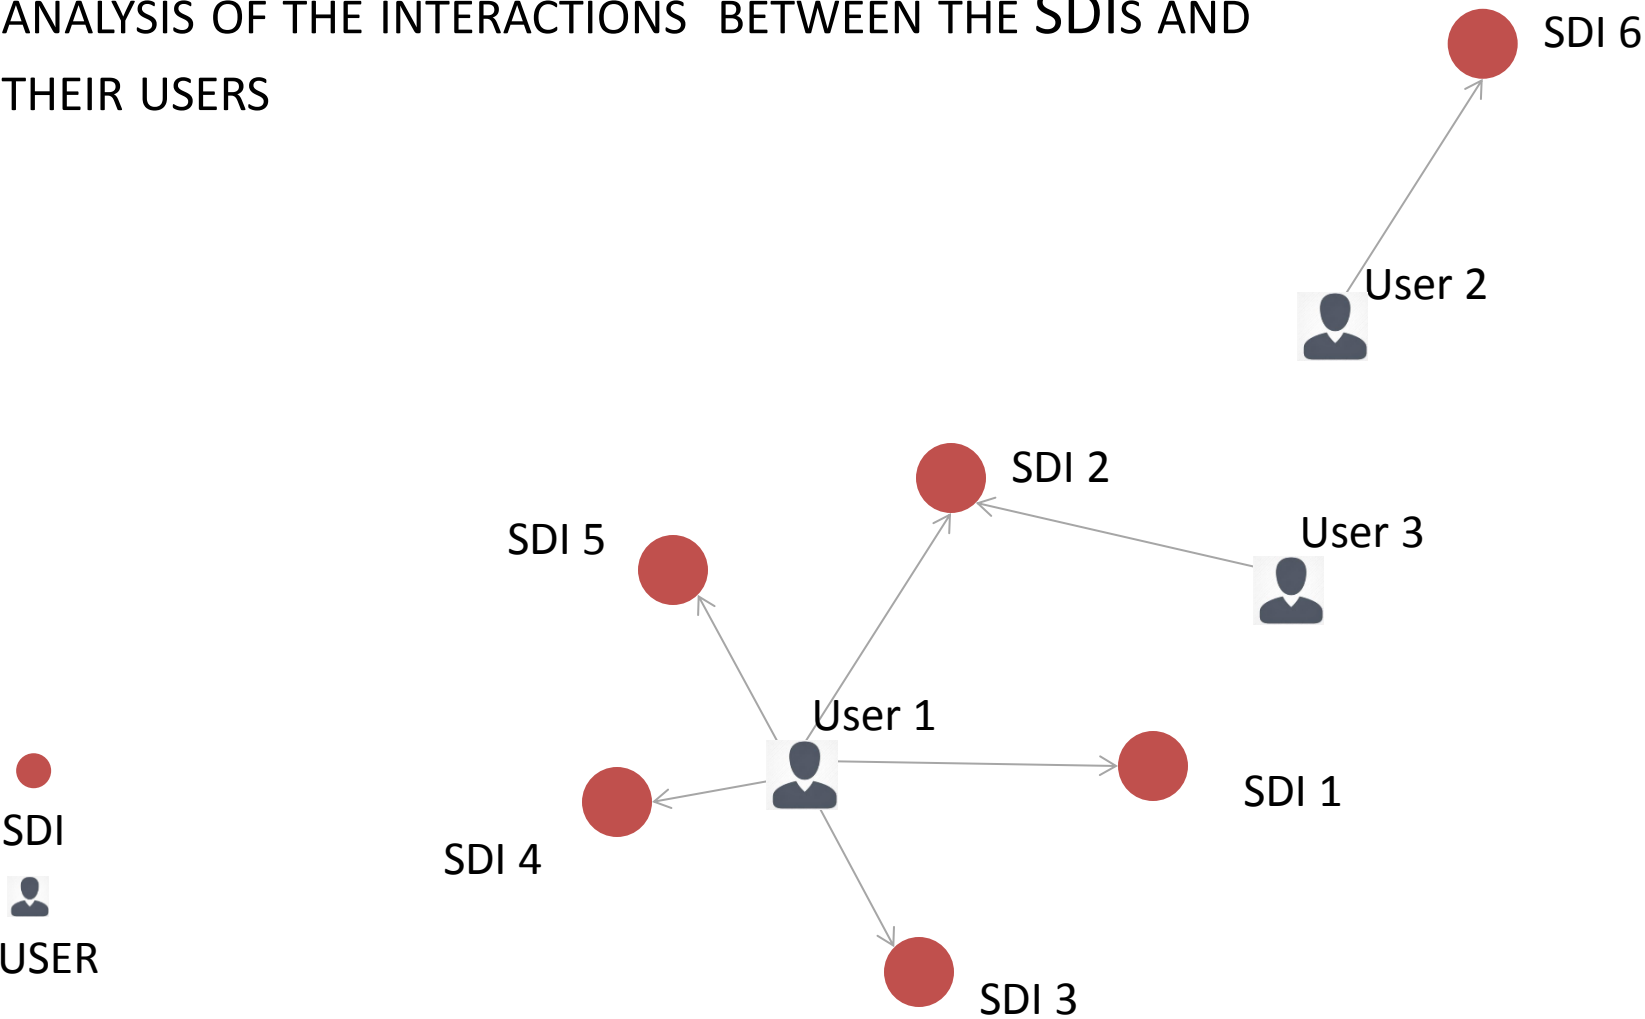 ANALYSIS OF THE INTERACTIONS BETWEEN THE SDIS AND
THEIR USERS
SDI 6
User 2
SDI 2
SDI 5
User 3
User 1
SDI 1
SDI 4
SDI 3
SDI
USER